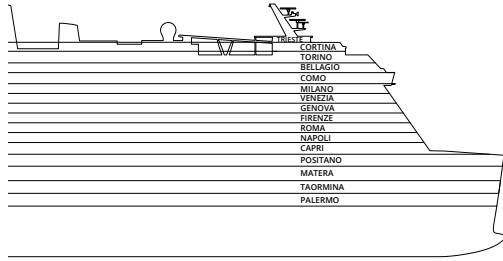 TRIESTE
CORTINA
TORINO
BELLAGIO
COMO
MILANO
VENEZIA
GENOVA
FIRENZE
ROMA
NAPOLI
CAPRI
POSITANO
MATERA
TAORMINA
PALERMO